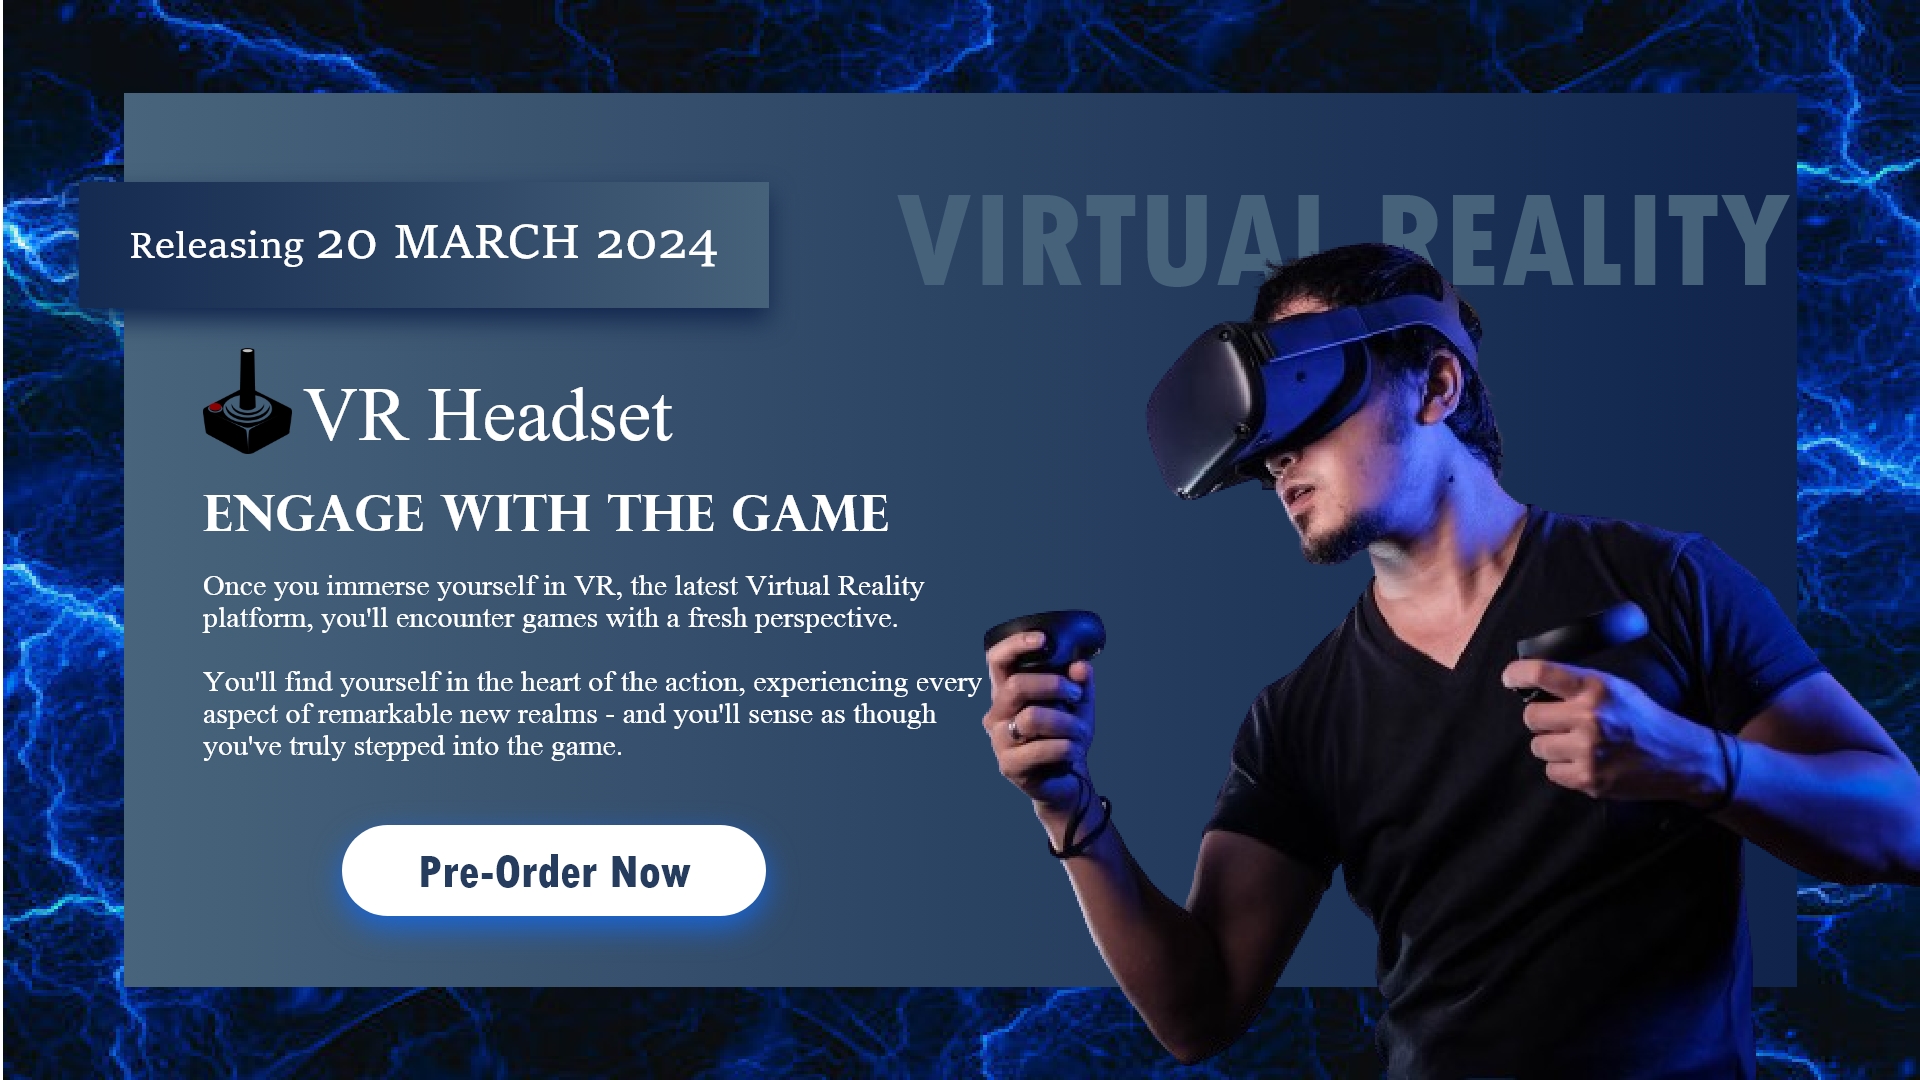 Releasing 20 MARCH 2024
VIRTUAL REALITY
VR Headset
ENGAGE WITH THE GAME
Once you immerse yourself in VR, the latest Virtual Reality
platform, you'll encounter games with a fresh perspective.
You'll find yourself in the heart of the action, experiencing every
aspect of remarkable new realms - and you'll sense as though
you've truly stepped into the game.
Pre-Order Now